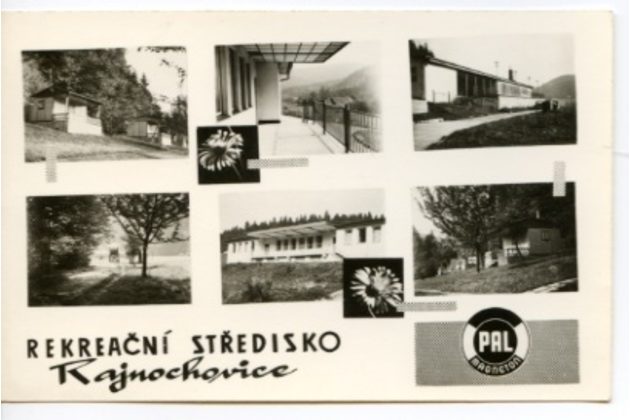 REKREAČNÍ STŘEDISKO
Rajnochovice
PAL
MAGNETON